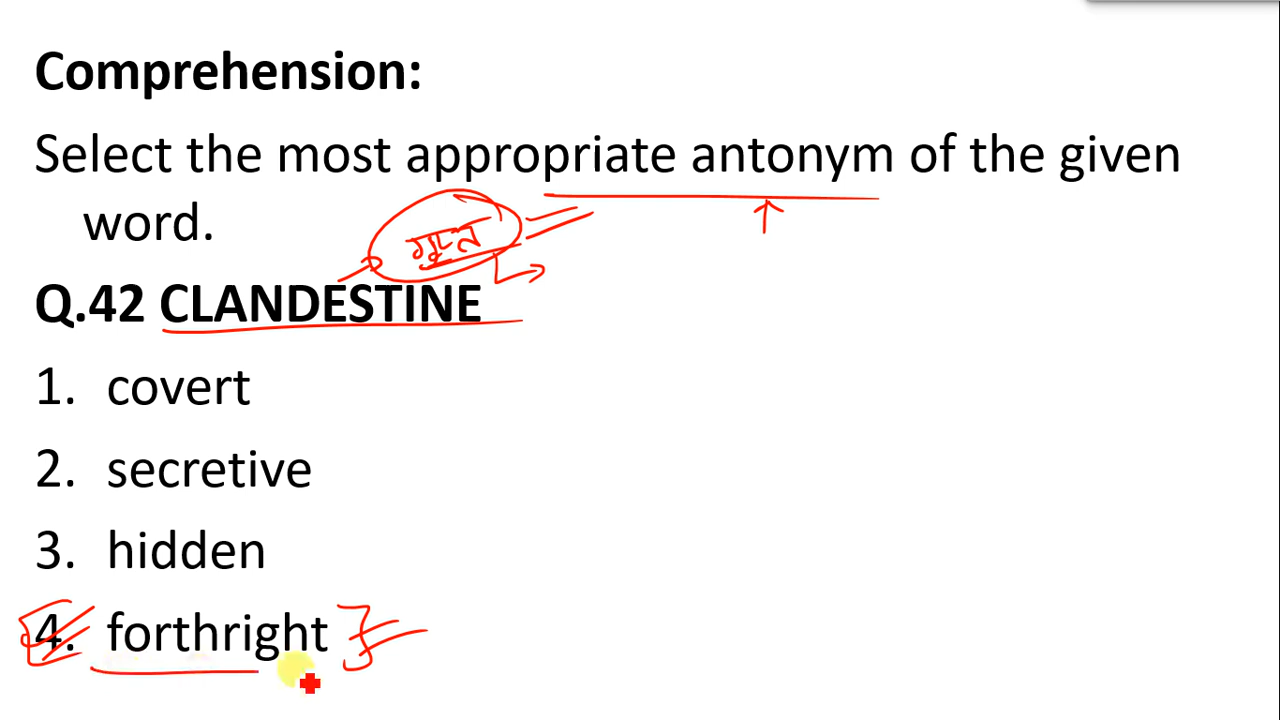 Comprehension:
Select the most appropriate antonym of the given
word.
गुप्त
Q.42 CLANDESTINE
1. covert
2. secretive
3. hidden
4. forthright